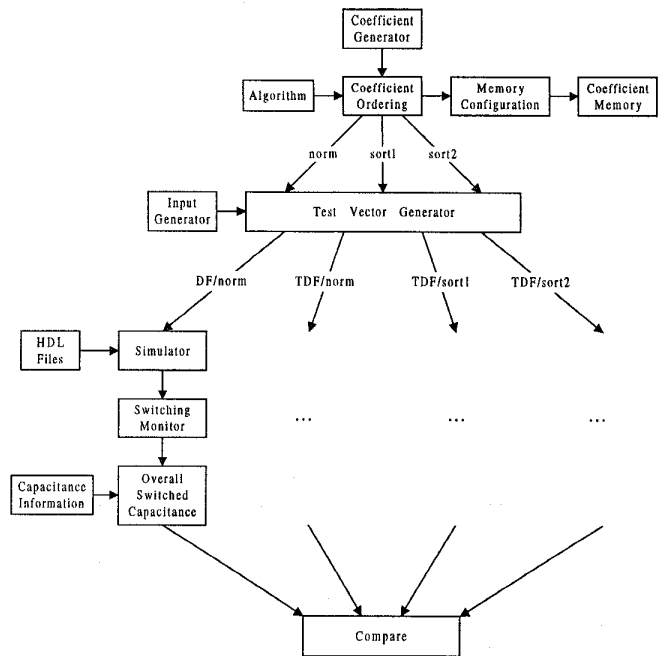 Coefficient
Generator
Algorithm
Coefficient
Ordering
Memory
Configuration
Coefficient
Memory
norm
sort1
sort2
Input
Generator
Test Vector Generator
DF/norm
TDF/norm
TDF/sort1
TDF/sort2
HDL
Files
Simulator
Switching
Monitor
...
...
...
Capacitance
Information
Overall
Switched
Capacitance
Compare